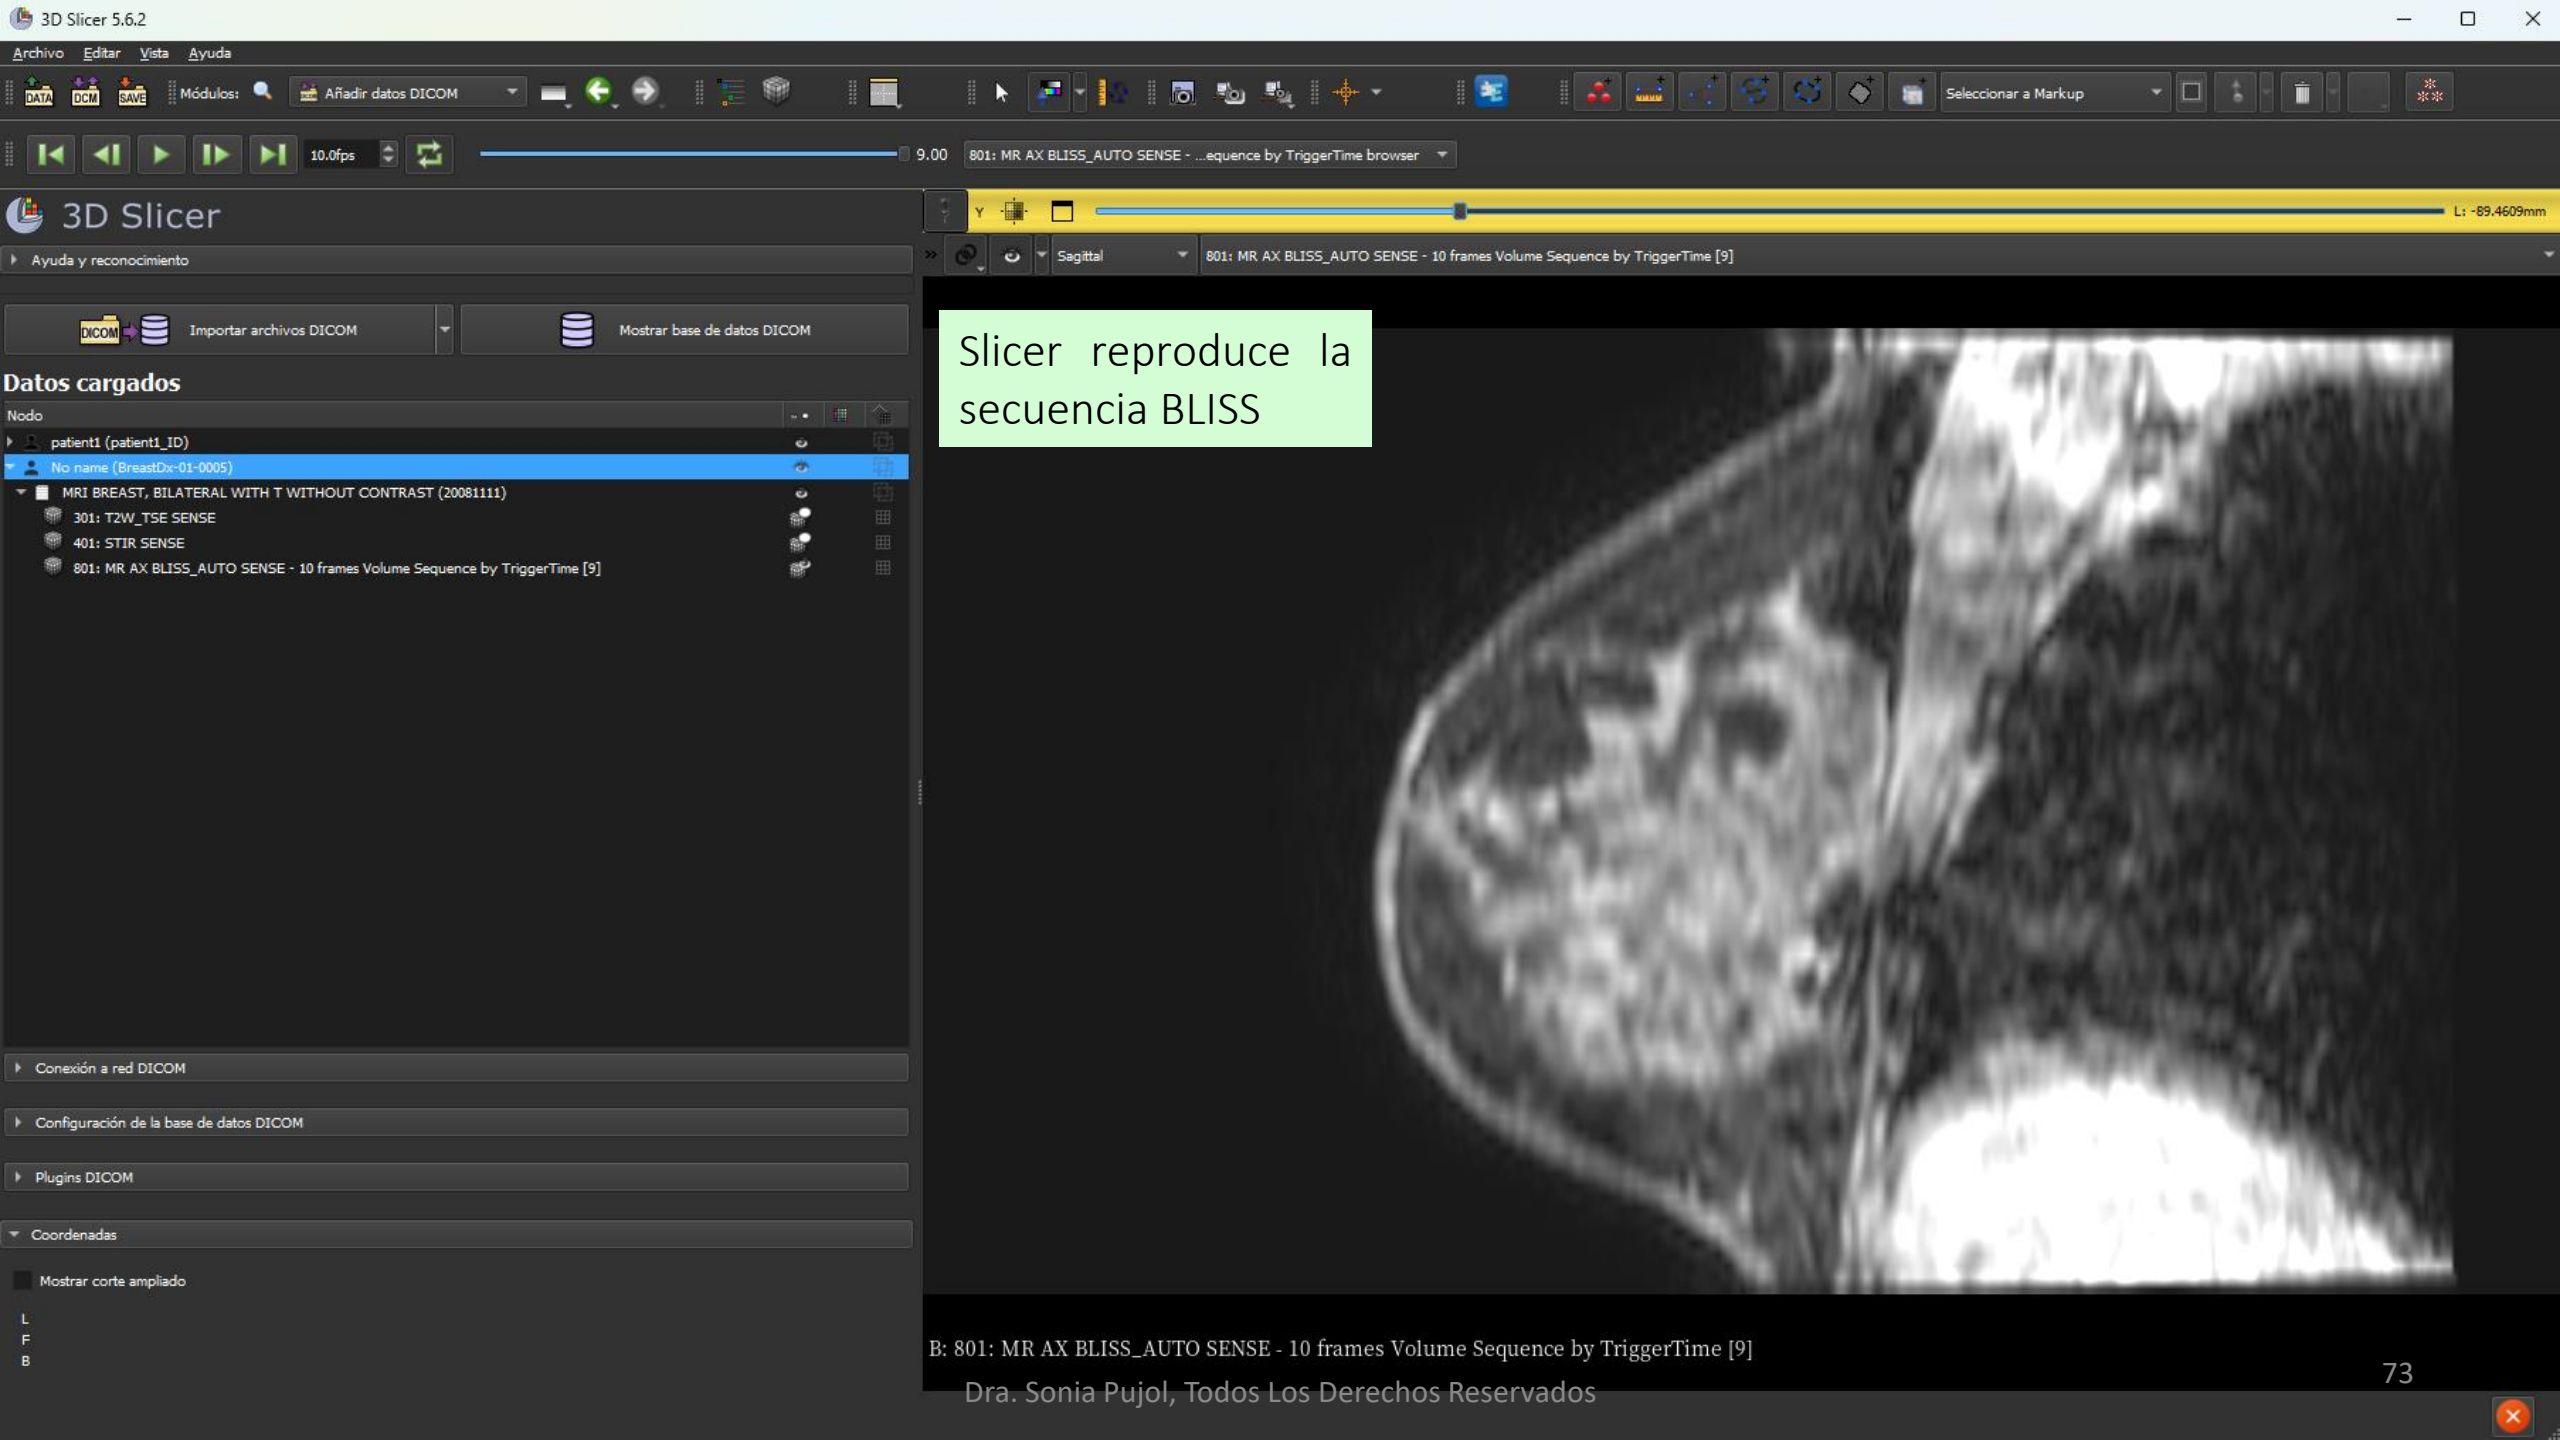 3D Slicer 5.6.2
Archivo Editar Vista Ayuda
DATA DCM SAVE Módulos: Añadir datos DICOM Seleccionar a Markup
10.0fps 9.00 801: MR AX BLISS_AUTO SENSE - ...equence by TriggerTime browser
3D Slicer
Y L: -89.4609mm
Ayuda y reconocimiento
Sagittal 801: MR AX BLISS_AUTO SENSE - 10 frames Volume Sequence by TriggerTime [9]
DICOM Importar archivos DICOM Mostrar base de datos DICOM
Slicer reproduce la
secuencia BLISS
Datos cargados
Nodo
patient1 (patient1_ID)
No name (BreastDx-01-0005)
MRI BREAST, BILATERAL WITH T WITHOUT CONTRAST (20081111)
301: T2W_TSE SENSE
401: STIR SENSE
801: MR AX BLISS_AUTO SENSE - 10 frames Volume Sequence by TriggerTime [9]
Conexión a red DICOM
Configuración de la base de datos DICOM
Plugins DICOM
Coordenadas
Mostrar corte ampliado
L
F
B
B: 801: MR AX BLISS_AUTO SENSE - 10 frames Volume Sequence by TriggerTime [9]
73
Dra. Sonia Pujol, Todos Los Derechos Reservados